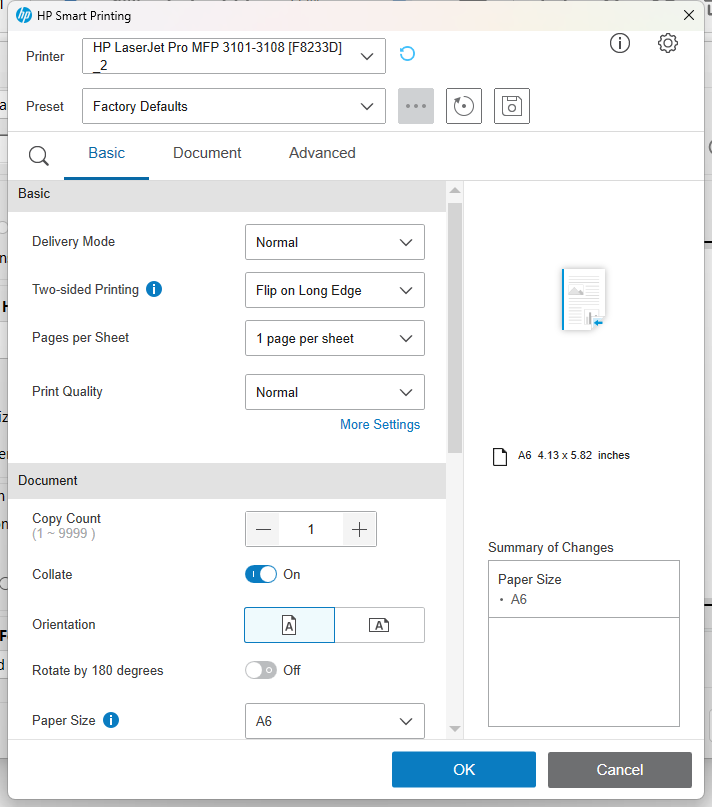 HP Smart Printing
Printer
HP LaserJet Pro MFP 3101-3108 [F8233D]
_2
Preset
Factory Defaults
Basic
Document
Advanced
Basic
Delivery Mode
Normal
Two-sided Printing
Flip on Long Edge
Pages per Sheet
1 page per sheet
Print Quality
Normal
More Settings
A6 4.13 x 5.82 inches
Document
Copy Count
(1 ~ 9999 )
1
Collate
On
Orientation
Rotate by 180 degrees
Off
Paper Size
A6
Summary of Changes
Paper Size
• A6
OK
Cancel